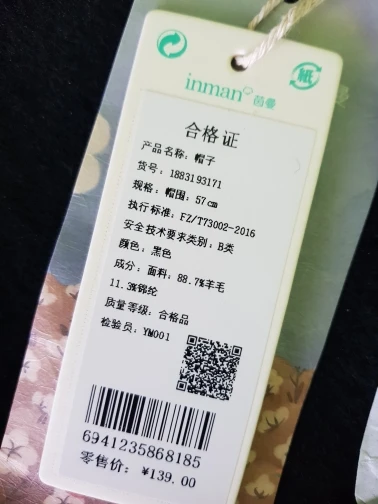 紙
inman 茵曼
合格证
产品名称：帽子
货号：1883193171
规格：帽围：57cm
执行标准：FZ/T73002-2016
安全技术要求类别：B类
颜色：黑色
成分：面料：88.7%羊毛
11.3%锦纶
质量等级：合格品
检验员：YM001
6941235868185
零售价：¥139.00